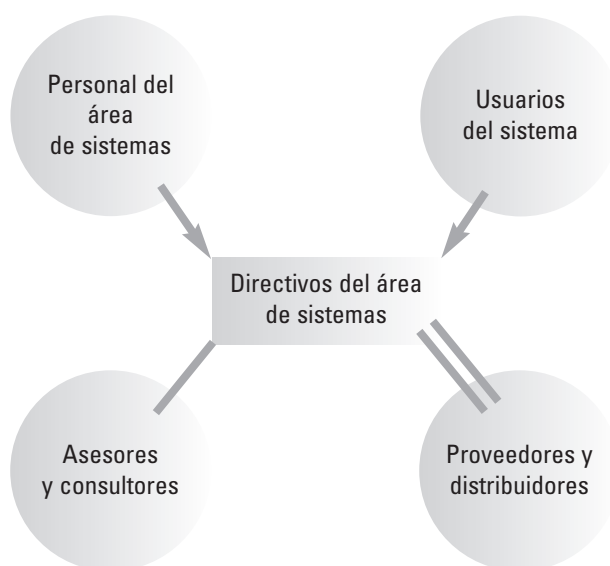 Personal del
área
de sistemas
Usuarios
del sistema
Directivos del área
de sistemas
Asesores
y consultores
Proveedores y
distribuidores